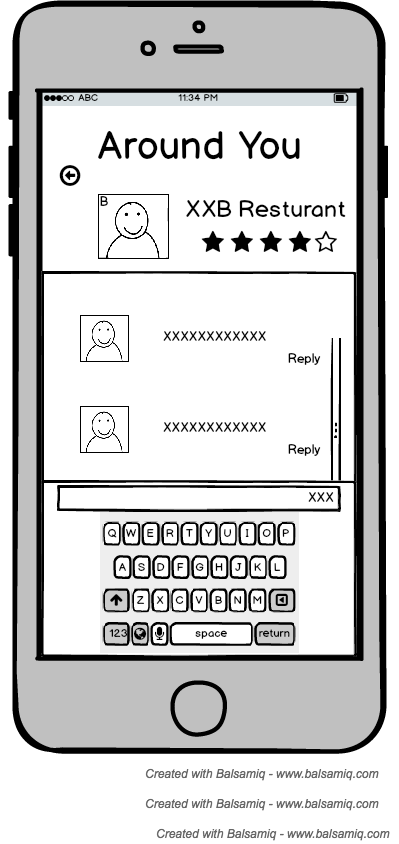 ABC 11:34 PM
Around You
B
XXB Resturant
XXXXXXXXXXXX
Reply
XXXXXXXXXXXX
Reply
XXX
Q W E R T Y U I O P
A S D F G H J K L
Z X C V B N M
123 space return
Created with Balsamiq - www.balsamiq.com
Created with Balsamiq - www.balsamiq.com
Created with Balsamiq - www.balsamiq.com